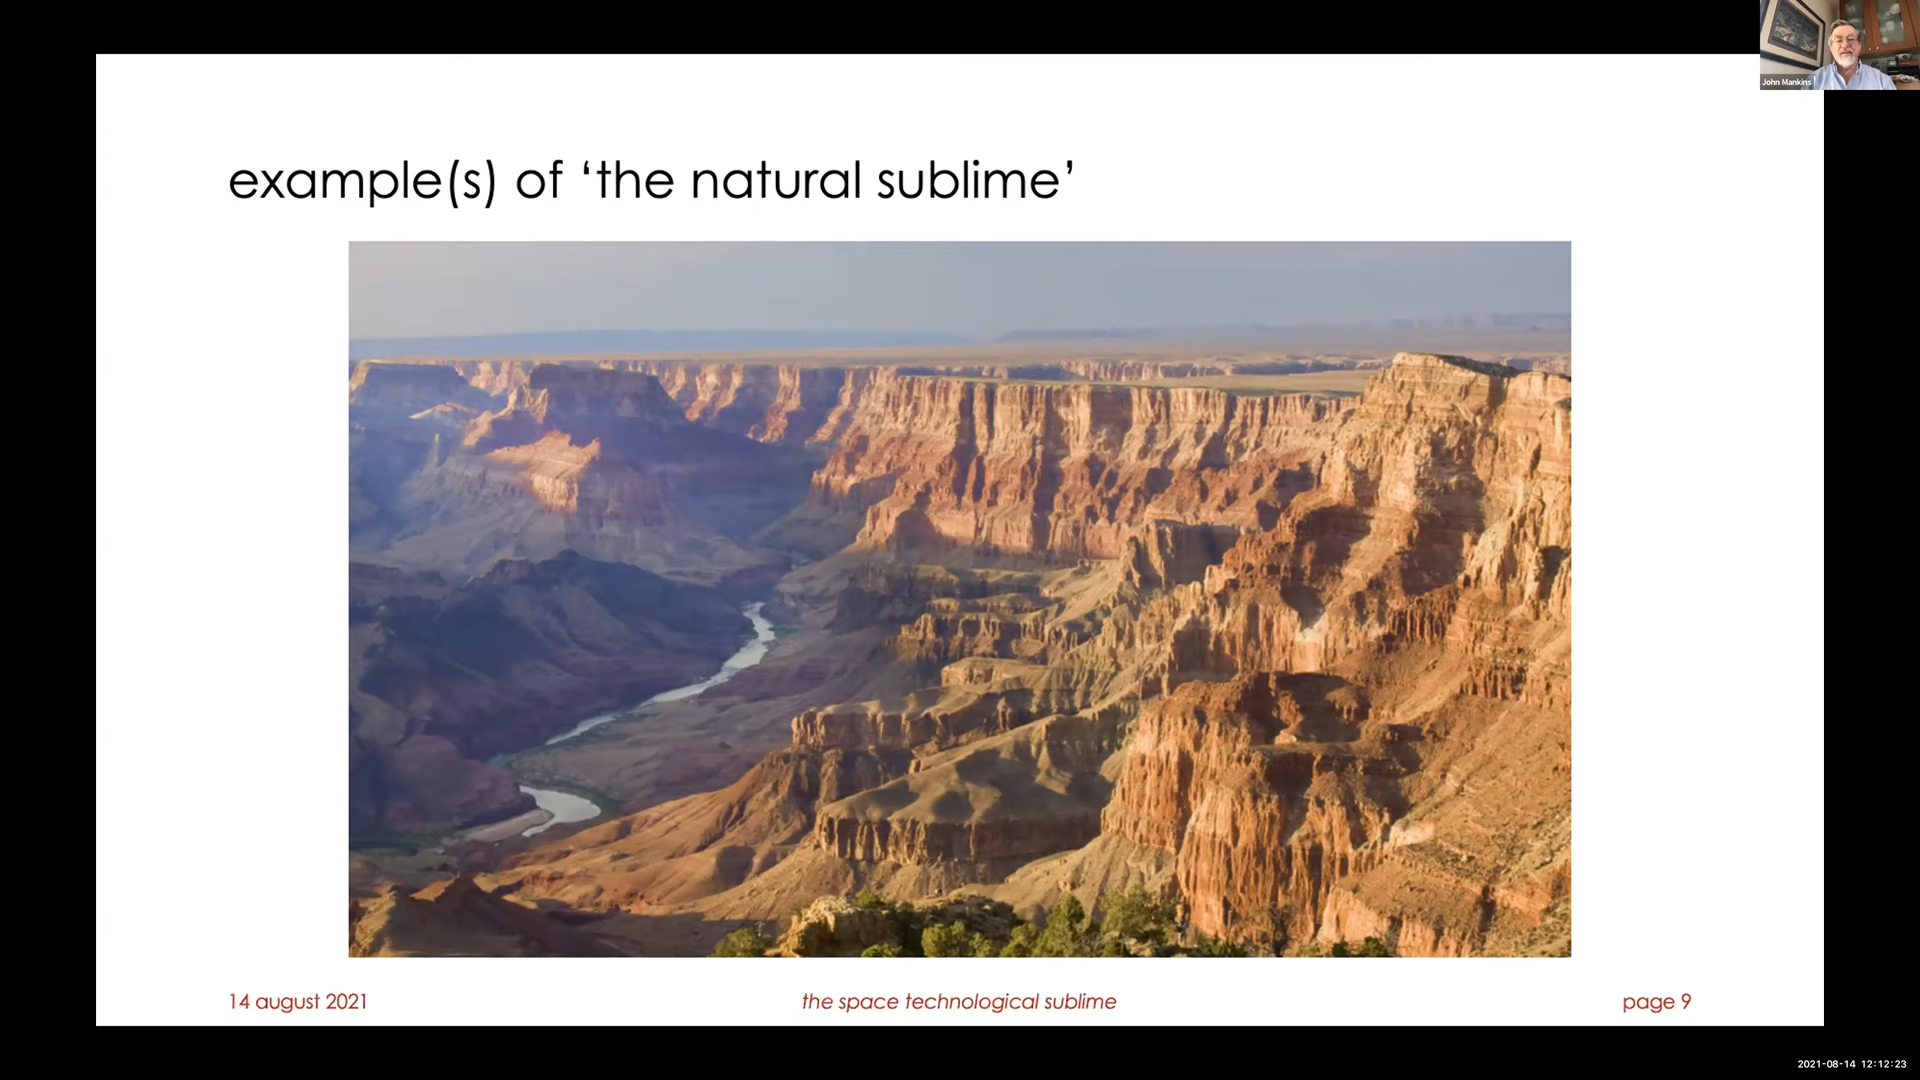 John Mankins
example(s) of ‘the natural sublime’
14 august 2021
the space technological sublime
page 9
2021-08-14 12:12:23